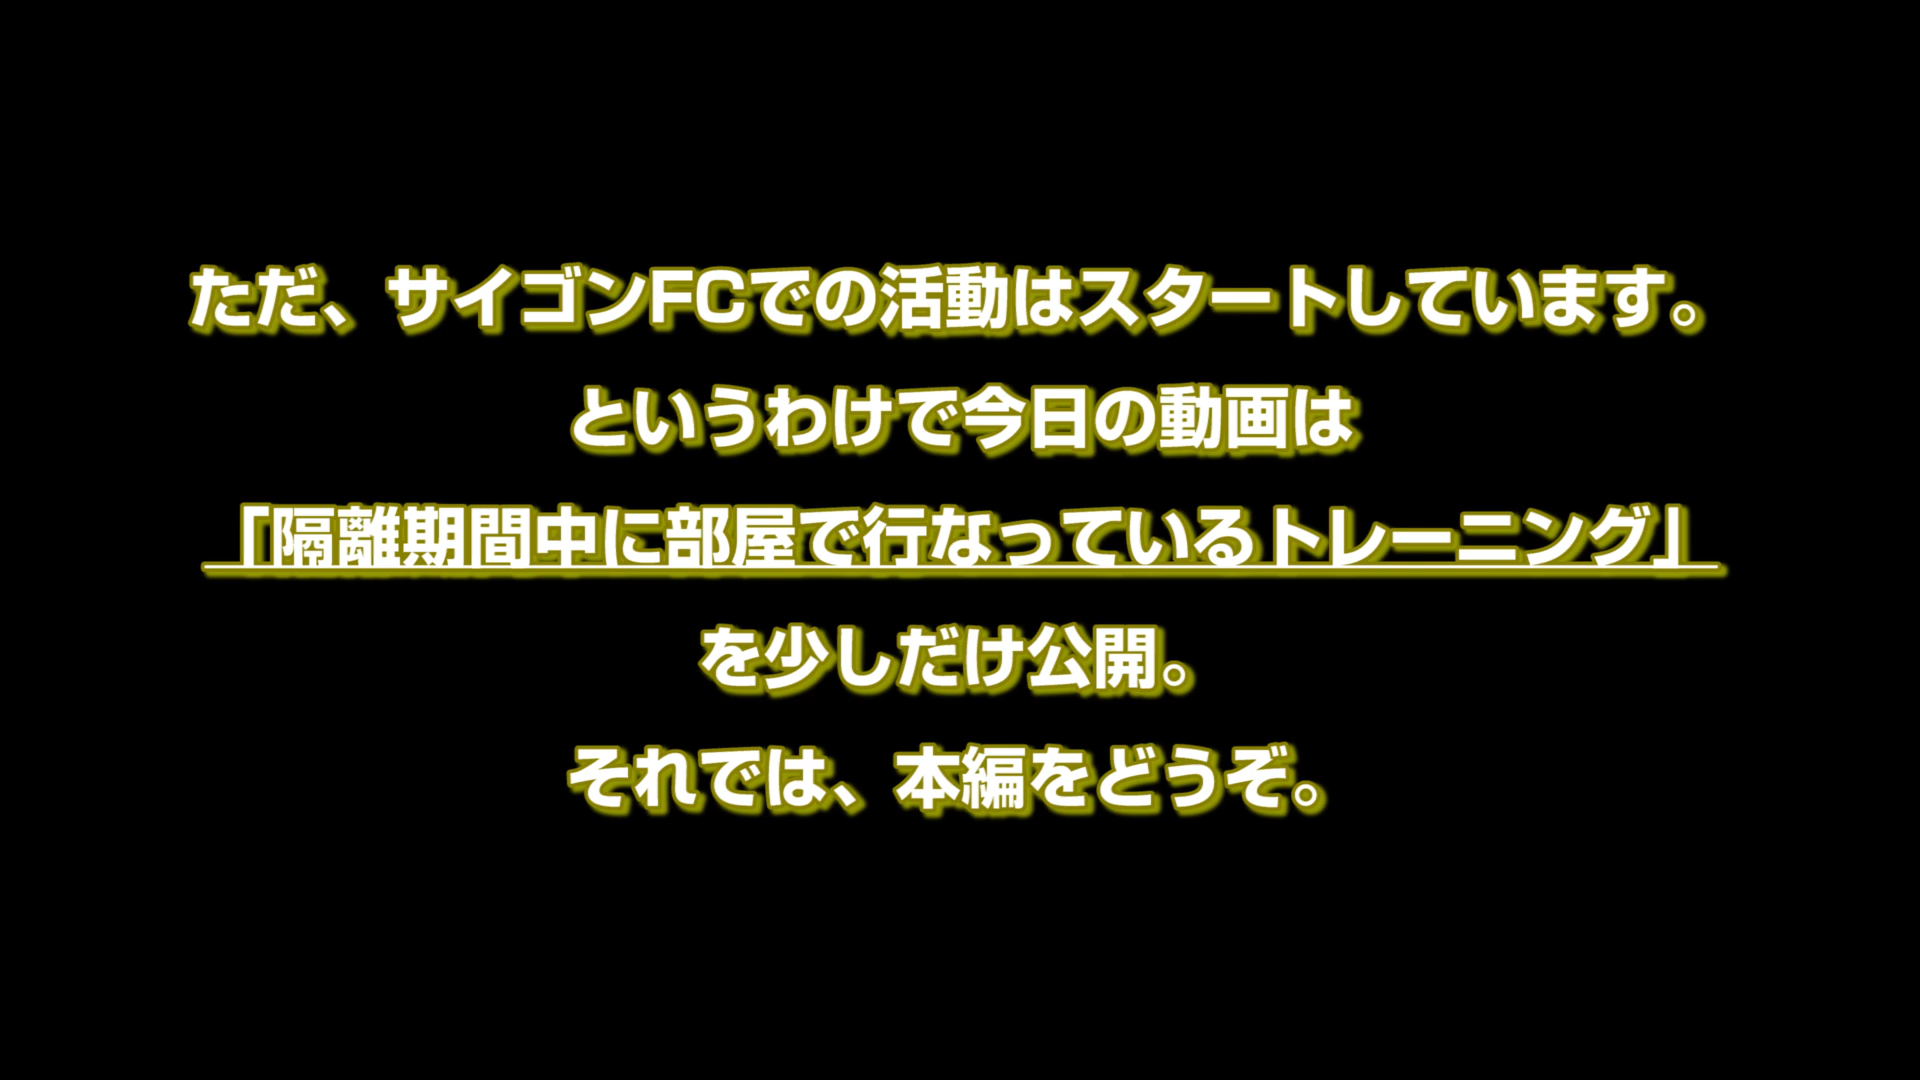 ただ、サイゴンFCでの活動はスタートしています。
というわけで今日の動画は
「隔離期間中に部屋で行なっているトレーニング」
を少しだけ公開。
それでは、本編をどうぞ。